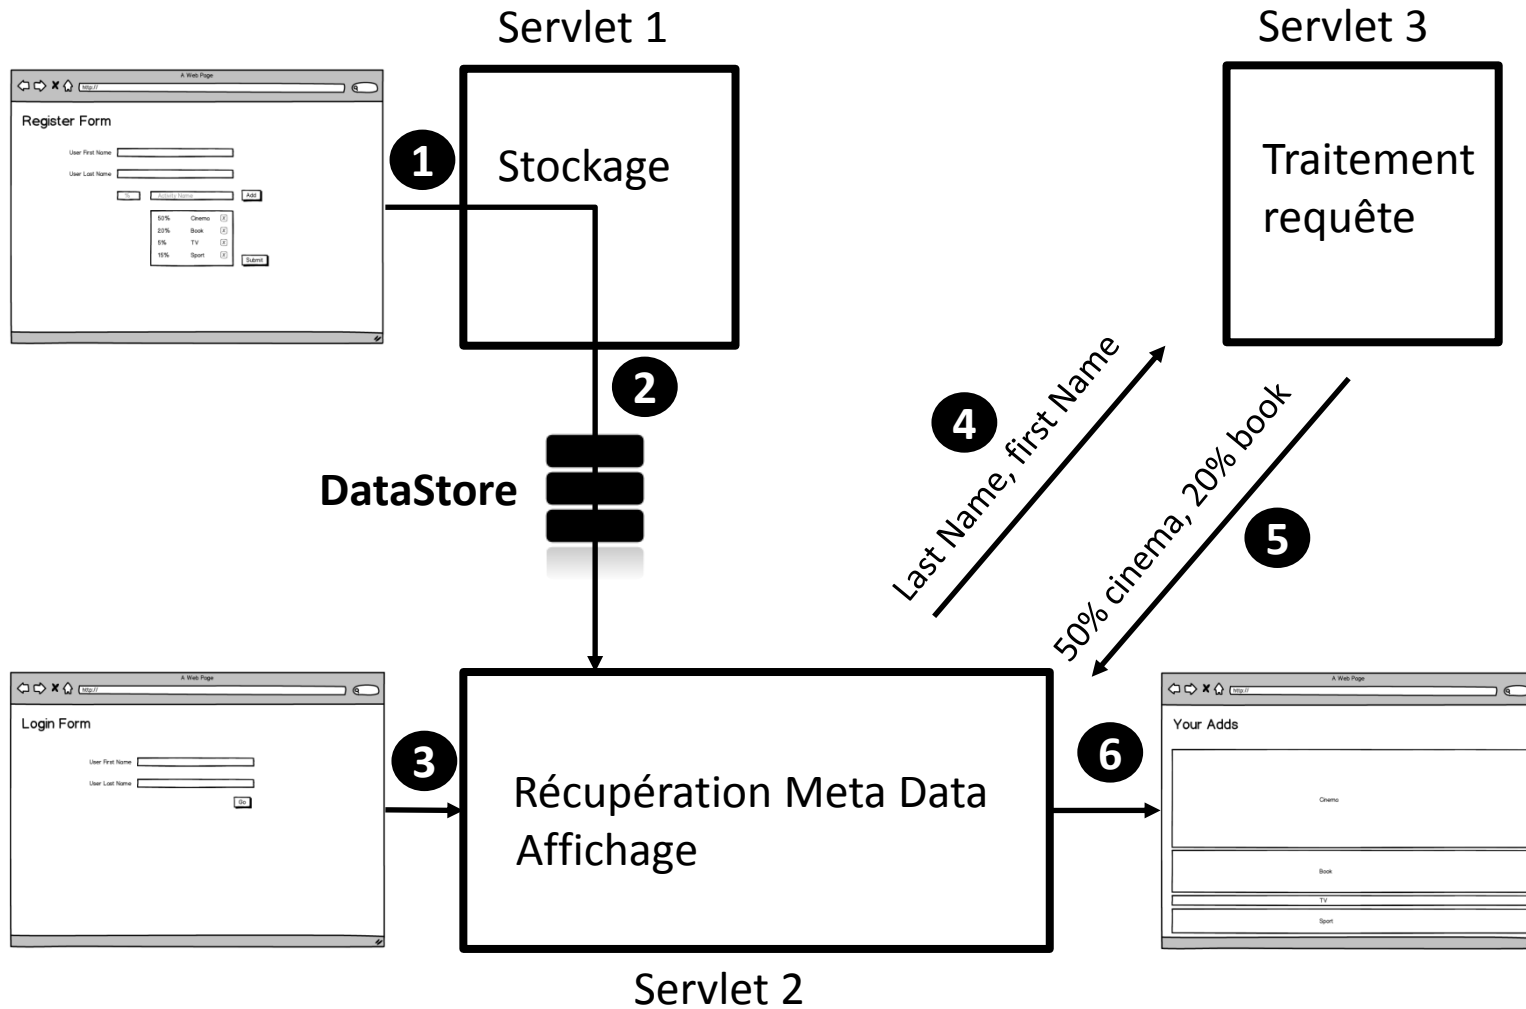 Servlet 1
Servlet 3
A Web Page
http://
Register Form
User First Name
User Last Name
% Activity Name Add
50% Cinema x
20% Book x
5% TV x
15% Sport x
Submit
1
Stockage
Traitement
requête
2
DataStore
4
Last Name, first Name
50% cinema, 20% book
5
A Web Page
http://
Login Form
User First Name
User Last Name
Go
3
Récupération Meta Data
Affichage
6
A Web Page
http://
Your Adds
Cinema
Book
TV
Sport
Servlet 2